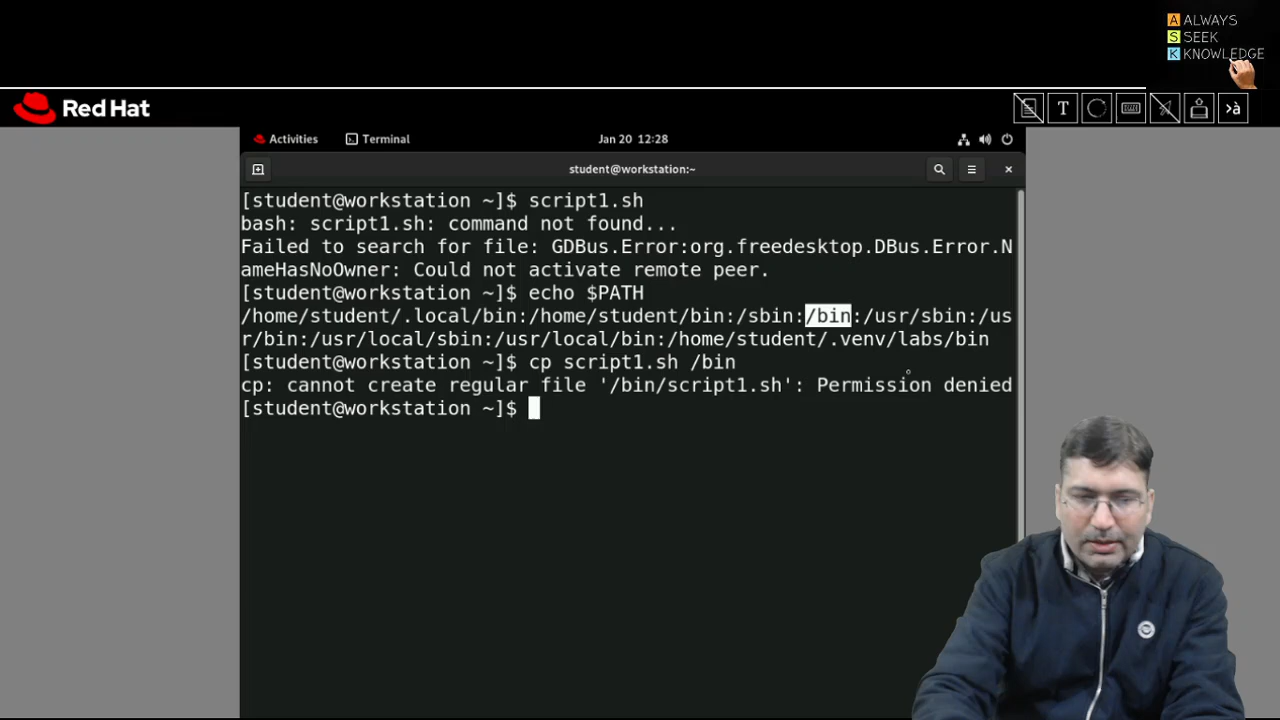 A ALWAYS
S SEEK
K KNOWLEDGE
Red Hat
T
>à
Activities Terminal Jan 20 12:28
student@workstation:~
[student@workstation ~]$ script1.sh
bash: script1.sh: command not found...
Failed to search for file: GDBus.Error:org.freedesktop.DBus.Error.N
ameHasNoOwner: Could not activate remote peer.
[student@workstation ~]$ echo $PATH
/home/student/.local/bin:/home/student/bin:/sbin:/bin:/usr/sbin:/us
r/bin:/usr/local/sbin:/usr/local/bin:/home/student/.venv/labs/bin
[student@workstation ~]$ cp script1.sh /bin
cp: cannot create regular file '/bin/script1.sh': Permission denied
[student@workstation ~]$